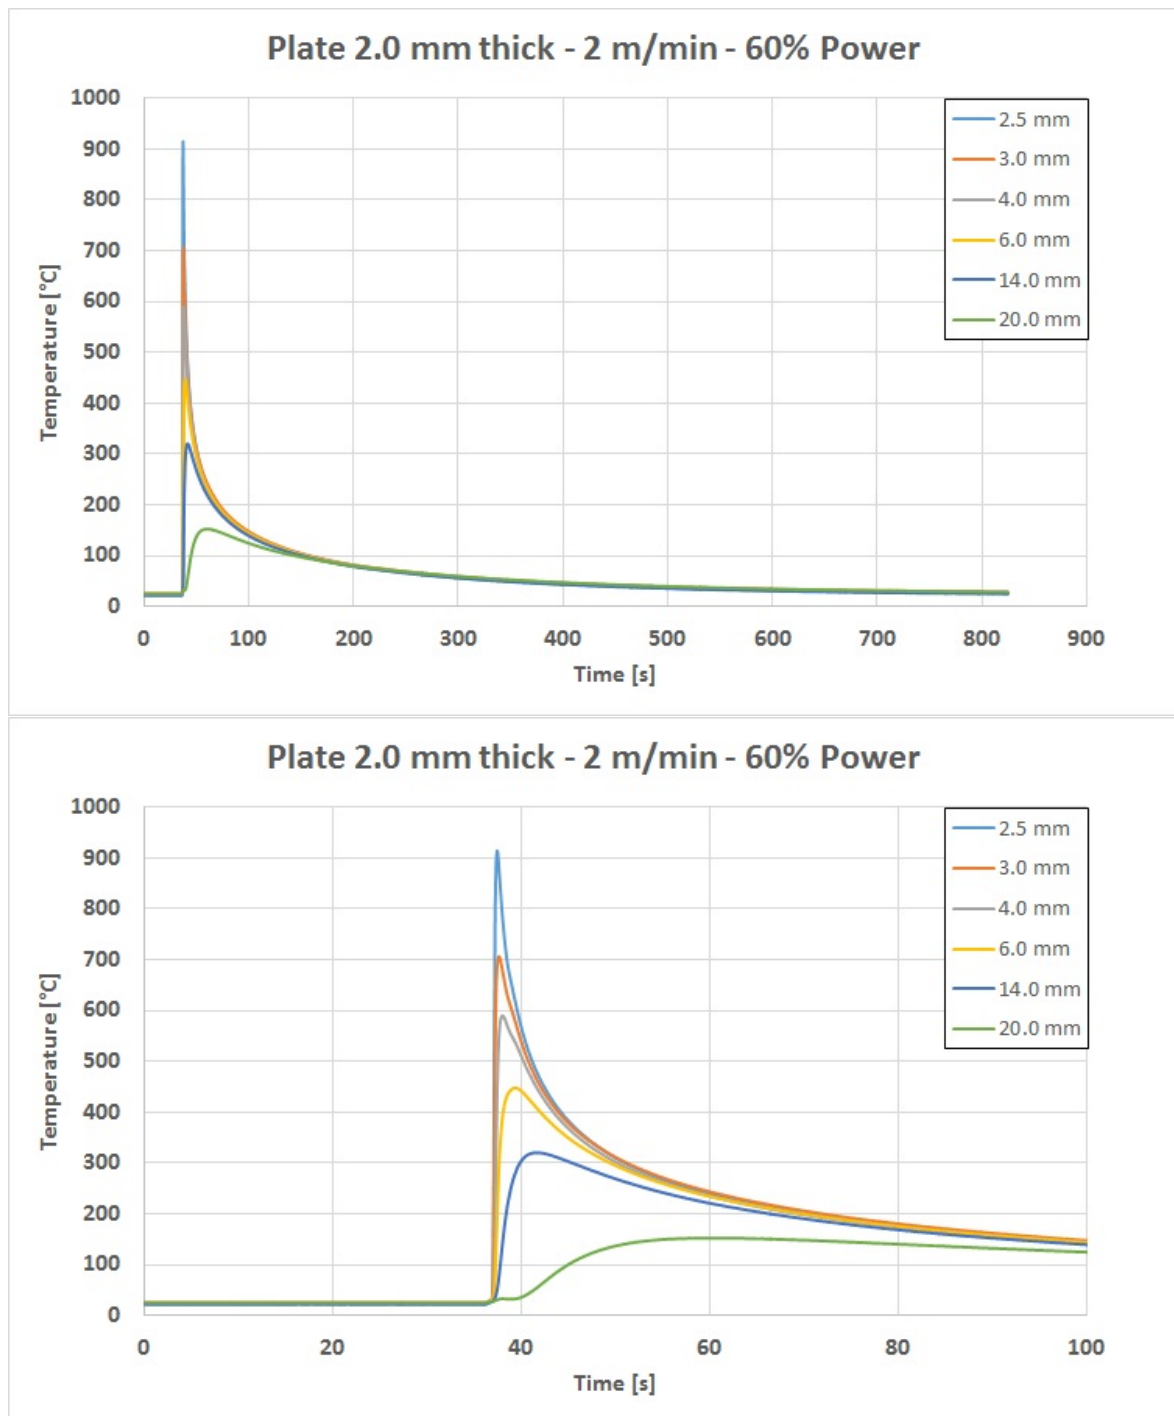 Plate 2.0 mm thick - 2 m/min - 60% Power
1000
900
800
700
600
500
400
300
200
100
0
Temperature [°C]
2.5 mm
3.0 mm
4.0 mm
6.0 mm
14.0 mm
20.0 mm
0 100 200 300 400 500 600 700 800 900
Time [s]
Plate 2.0 mm thick - 2 m/min - 60% Power
1000
900
800
700
600
500
400
300
200
100
0
Temperature [°C]
2.5 mm
3.0 mm
4.0 mm
6.0 mm
14.0 mm
20.0 mm
0 20 40 60 80 100
Time [s]